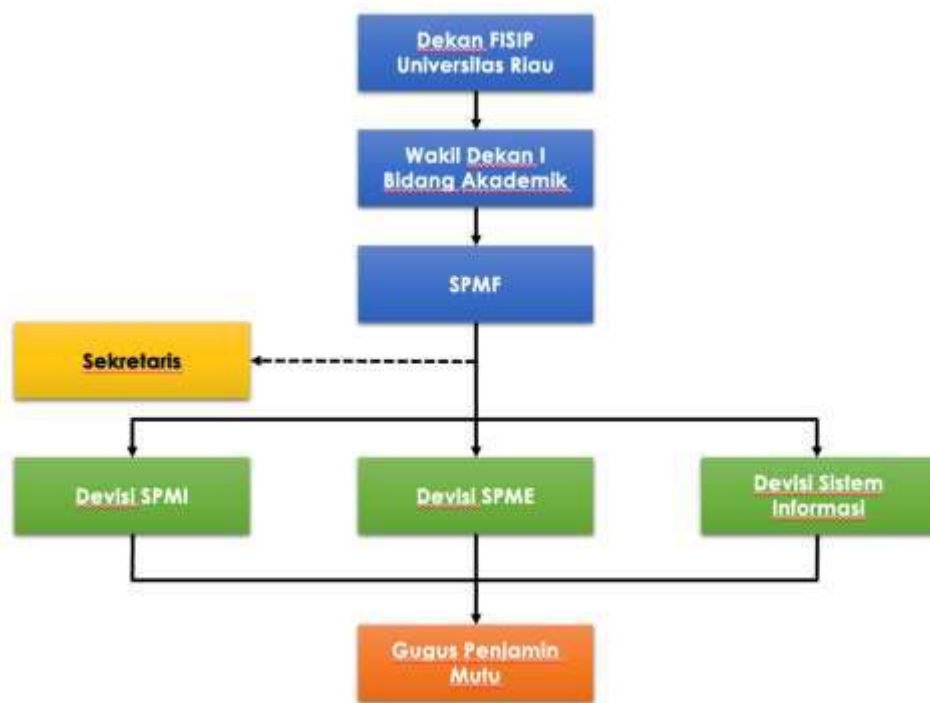 Dekan FISIP
Universitas Riau
Wakil Dekan I
Bidang Akademik
SPMF
Sekretaris
Devisi SPMI
Devisi SPME
Devisi Sistem
Informasi
Gugus Penjamin
Mutu